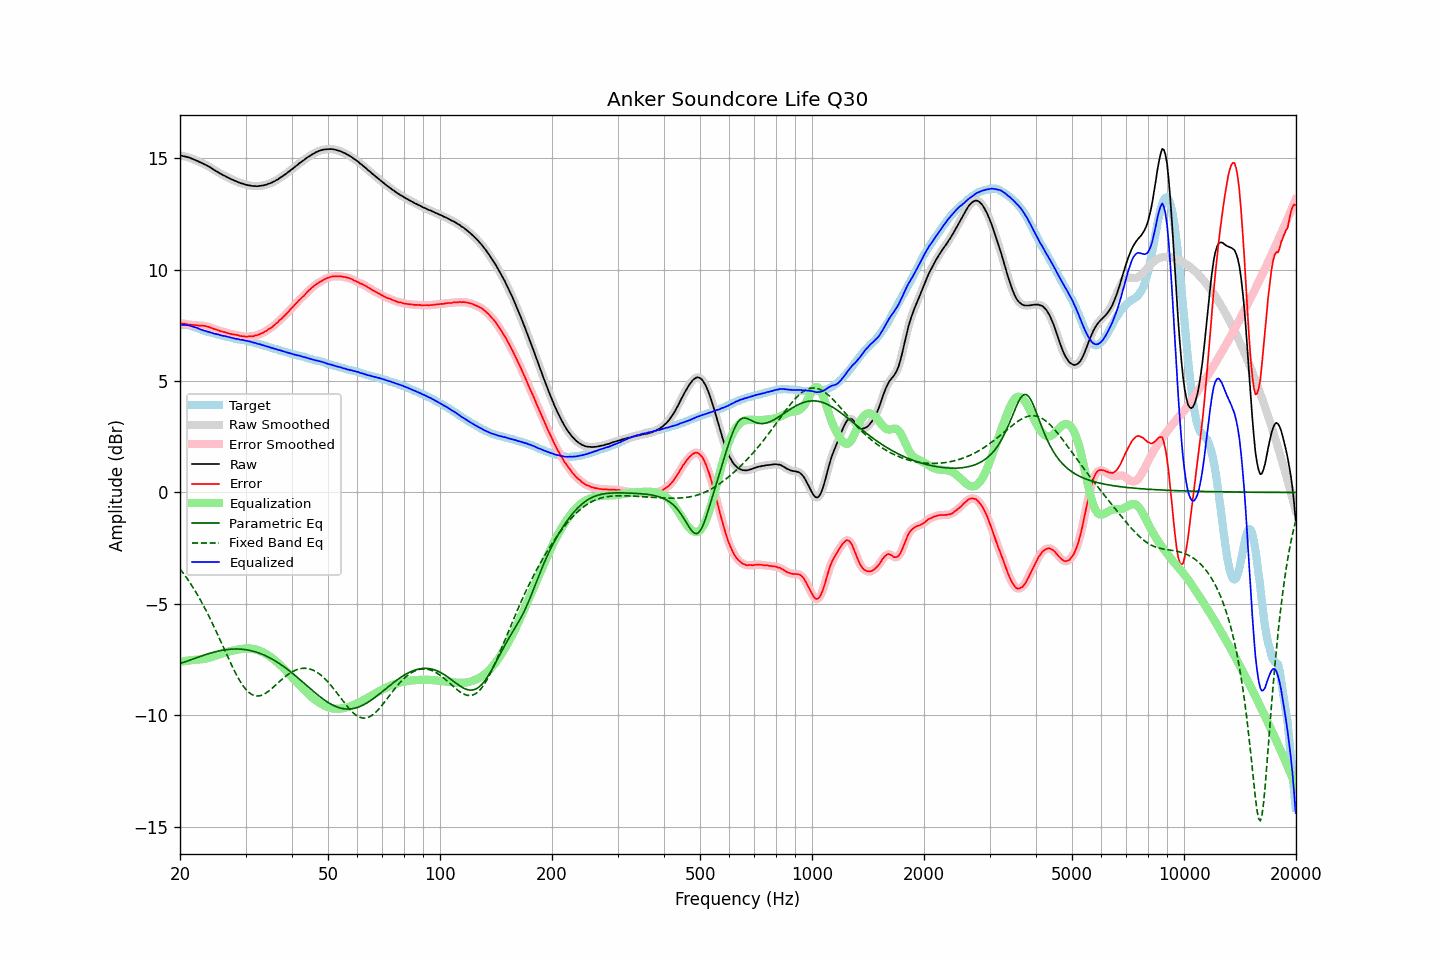 Anker Soundcore Life Q30
Amplitude (dBr)
15
10
5
0
−5
−10
−15
Target
Raw Smoothed
Error Smoothed
Raw
Error
Equalization
Parametric Eq
Fixed Band Eq
Equalized
20 50 100 200 500 1000 2000 5000 10000 20000
Frequency (Hz)